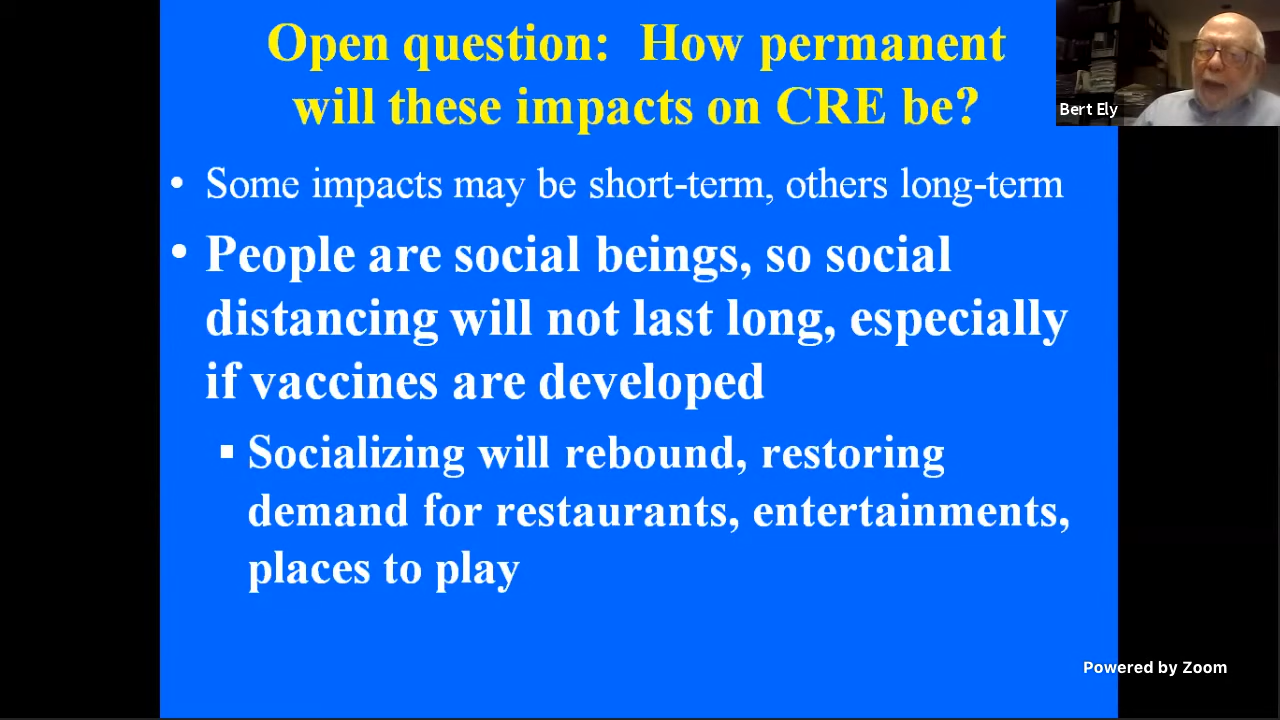 Open question: How permanent
will these impacts on CRE be?
Bert Ely
• Some impacts may be short-term, others long-term
• People are social beings, so social
distancing will not last long, especially
if vaccines are developed
▪ Socializing will rebound, restoring
demand for restaurants, entertainments,
places to play
Powered by Zoom